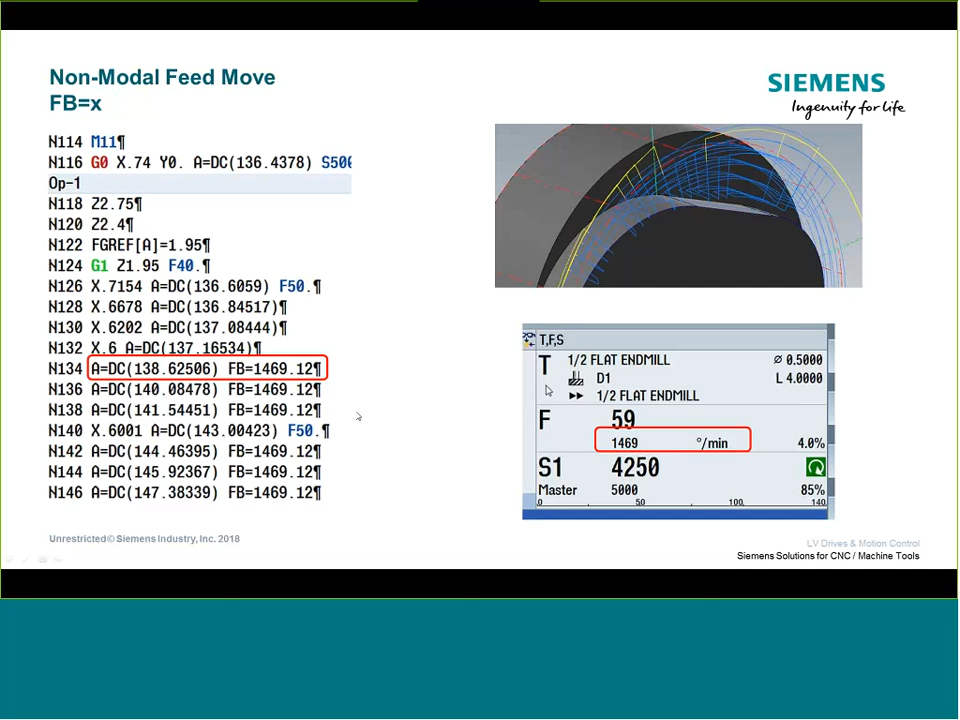 Non-Modal Feed Move
FB=x
SIEMENS
Ingenuity for life
N114 M11¶
N116 G0 X.74 Y0. A=DC(136.4378) S500
Op-1
N118 Z2.75¶
N120 Z2.4¶
N122 FGREF[A]=1.95¶
N124 G1 Z1.95 F40.¶
N126 X.7154 A=DC(136.6059) F50.¶
N128 X.6678 A=DC(136.84517)¶
N130 X.6202 A=DC(137.08444)¶
N132 X.6 A=DC(137.16534)¶
N134 A=DC(138.62506) FB=1469.12¶
N136 A=DC(140.08478) FB=1469.12¶
N138 A=DC(141.54451) FB=1469.12¶
N140 X.6001 A=DC(143.00423) F50.¶
N142 A=DC(144.46395) FB=1469.12¶
N144 A=DC(145.92367) FB=1469.12¶
N146 A=DC(147.38339) FB=1469.12¶
T,F,S
T 1/2 FLAT ENDMILL ⌀ 0.5000
D1 L 4.0000
1/2 FLAT ENDMILL
F 59
1469 °/min 4.0%
S1 4250
Master 5000 85%
0 50 100 140
Unrestricted © Siemens Industry, Inc. 2018
LV Drives & Motion Control
Siemens Solutions for CNC / Machine Tools